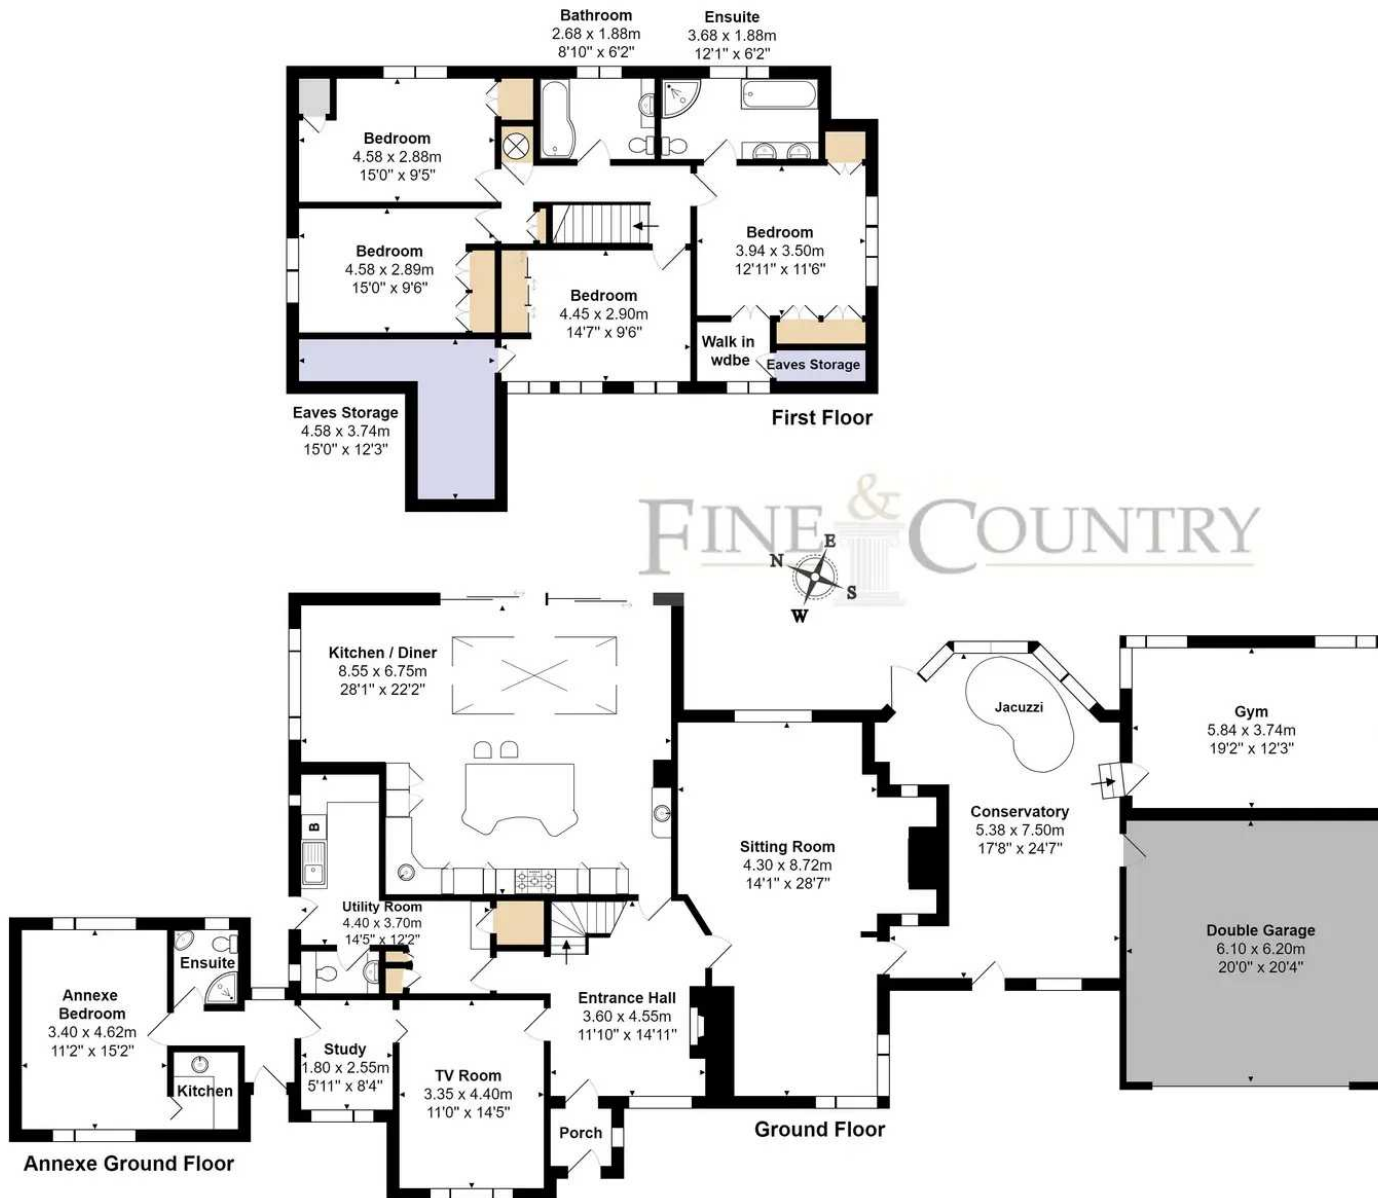 Bathroom
2.68 x 1.88m
8'10" x 6'2"
Ensuite
3.68 x 1.88m
12'1" x 6'2"
Bedroom
4.58 x 2.88m
15'0" x 9'5"
Bedroom
4.58 x 2.89m
15'0" x 9'6"
Bedroom
3.94 x 3.50m
12'11" x 11'6"
Bedroom
4.45 x 2.90m
14'7" x 9'6"
Walk in
wdbe
Eaves Storage
Eaves Storage
4.58 x 3.74m
15'0" x 12'3"
First Floor
FINE & COUNTRY
N
E
S
W
Kitchen / Diner
8.55 x 6.75m
28'1" x 22'2"
Jacuzzi
Gym
5.84 x 3.74m
19'2" x 12'3"
Conservatory
5.38 x 7.50m
17'8" x 24'7"
B
Sitting Room
4.30 x 8.72m
14'1" x 28'7"
Utility Room
4.40 x 3.70m
14'5" x 12'2"
Double Garage
6.10 x 6.20m
20'0" x 20'4"
Ensuite
Annexe
Bedroom
3.40 x 4.62m
11'2" x 15'2"
Entrance Hall
3.60 x 4.55m
11'10" x 14'11"
Study
1.80 x 2.55m
5'11" x 8'4"
Kitchen
TV Room
3.35 x 4.40m
11'0" x 14'5"
Porch
Ground Floor
Annexe Ground Floor